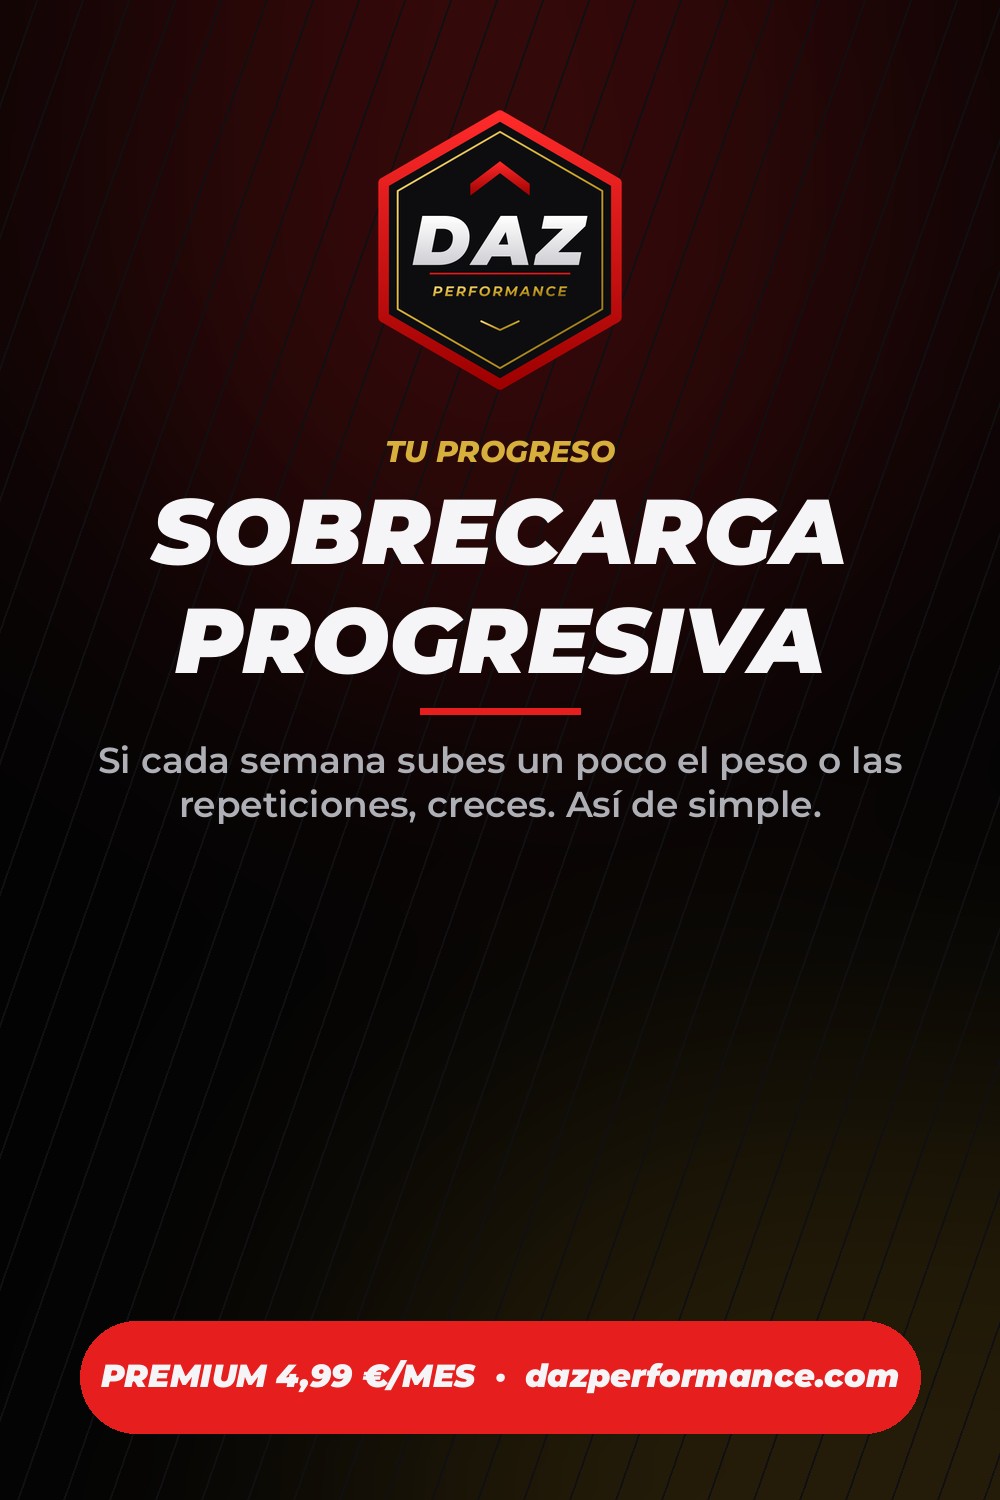 DAZ
PERFORMANCE
TU PROGRESO
SOBRECARGA
PROGRESIVA
Si cada semana subes un poco el peso o las
repeticiones, creces. Así de simple.
PREMIUM 4,99 €/MES · dazperformance.com